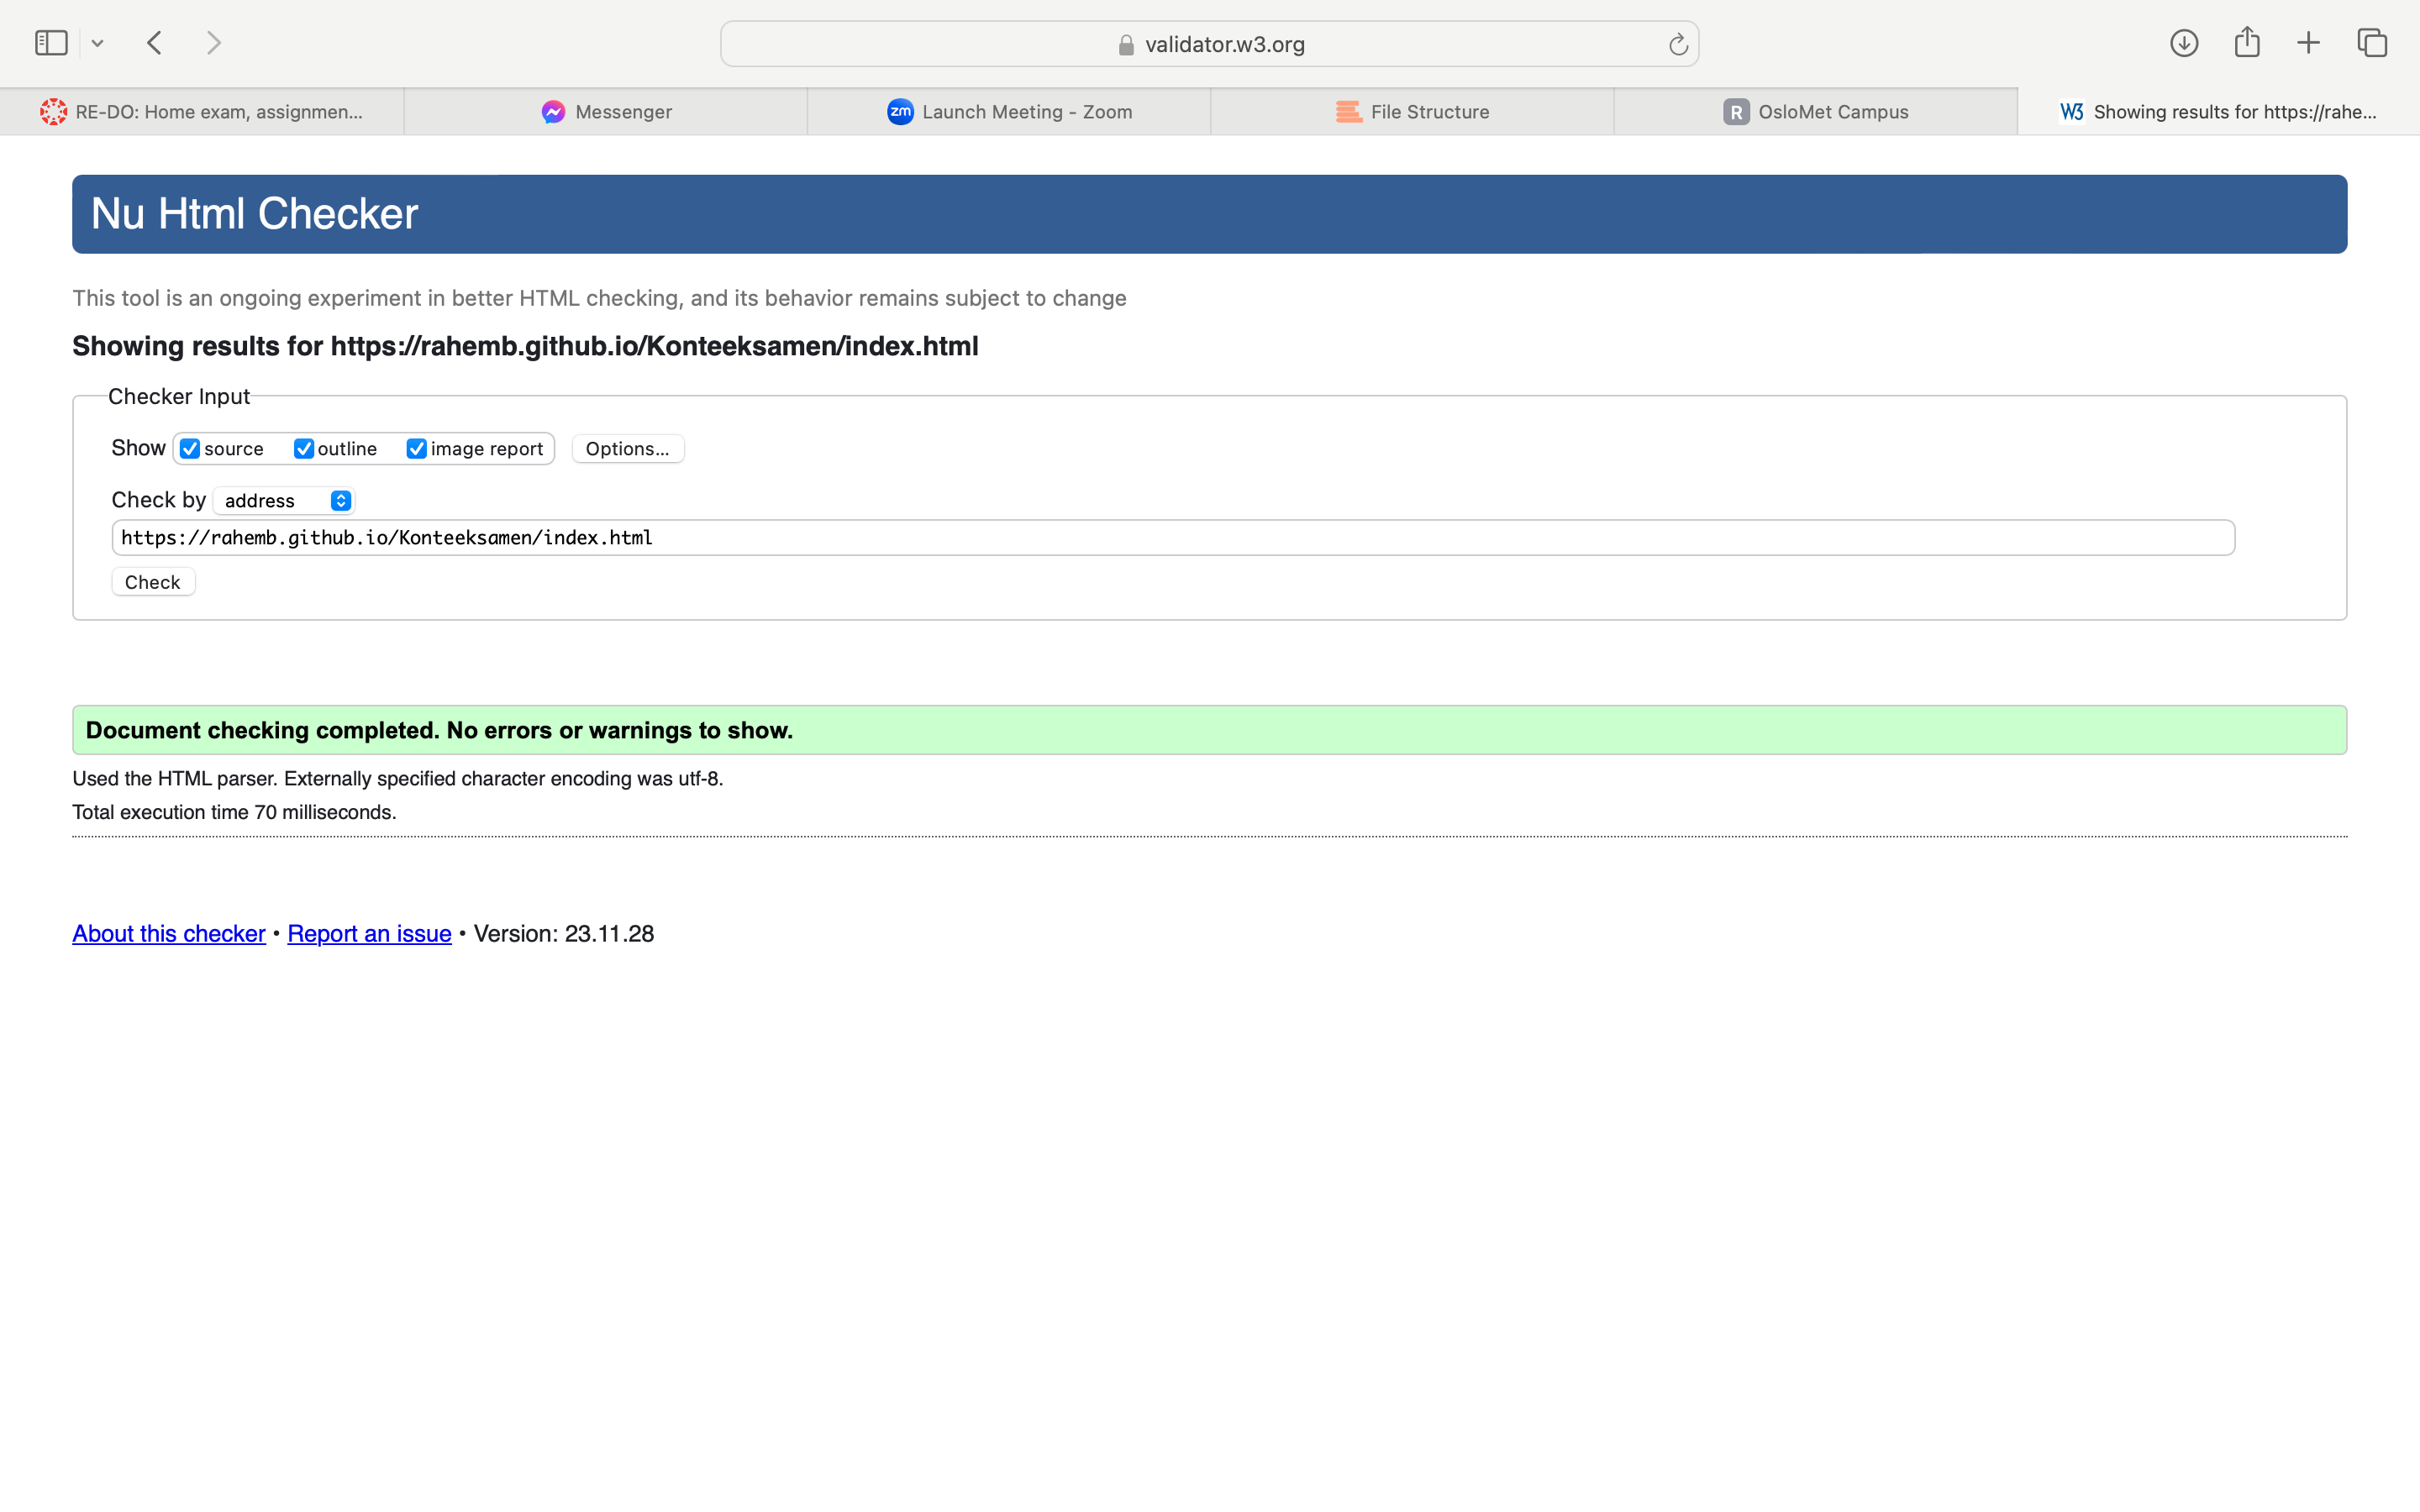 validator.w3.org
RE-DO: Home exam, assignmen...
Messenger
zm Launch Meeting - Zoom
File Structure
R OsloMet Campus
W3 Showing results for https://rahe...
Nu Html Checker
This tool is an ongoing experiment in better HTML checking, and its behavior remains subject to change
Showing results for https://rahemb.github.io/Konteeksamen/index.html
Checker Input
Show source outline image report Options...
Check by address
https://rahemb.github.io/Konteeksamen/index.html
Check
Document checking completed. No errors or warnings to show.
Used the HTML parser. Externally specified character encoding was utf-8.
Total execution time 70 milliseconds.
About this checker • Report an issue • Version: 23.11.28